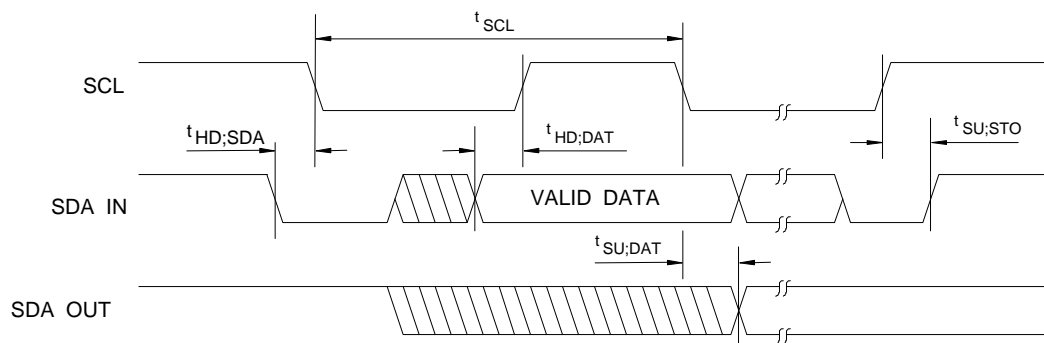 t SCL
SCL
t HD;SDA
t HD;DAT
t SU;STO
SDA IN
VALID DATA
t SU;DAT
SDA OUT